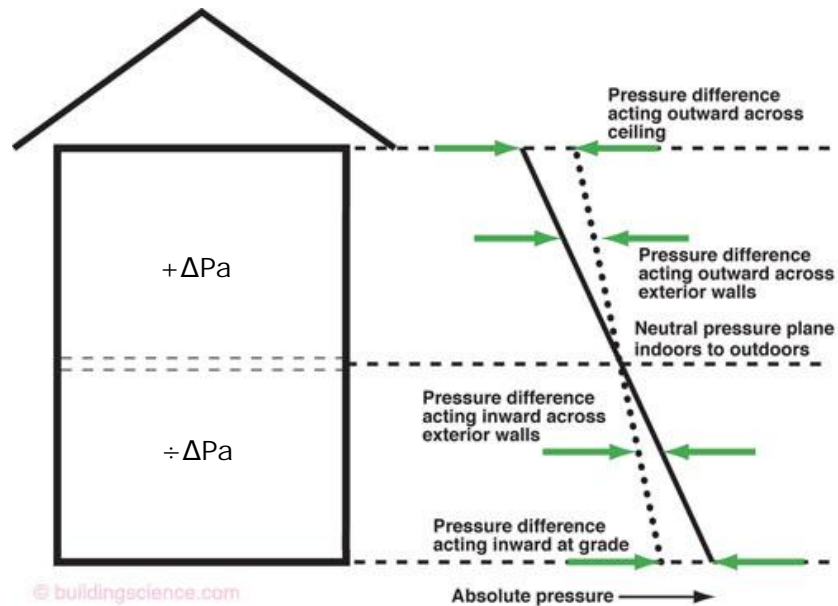 Pressure difference
acting outward across
ceiling
+ΔPa
Pressure difference
acting outward across
exterior walls
Neutral pressure plane
indoors to outdoors
Pressure difference
acting inward across
exterior walls
÷ΔPa
Pressure difference
acting inward at grade
© buildingscience.com
Absolute pressure